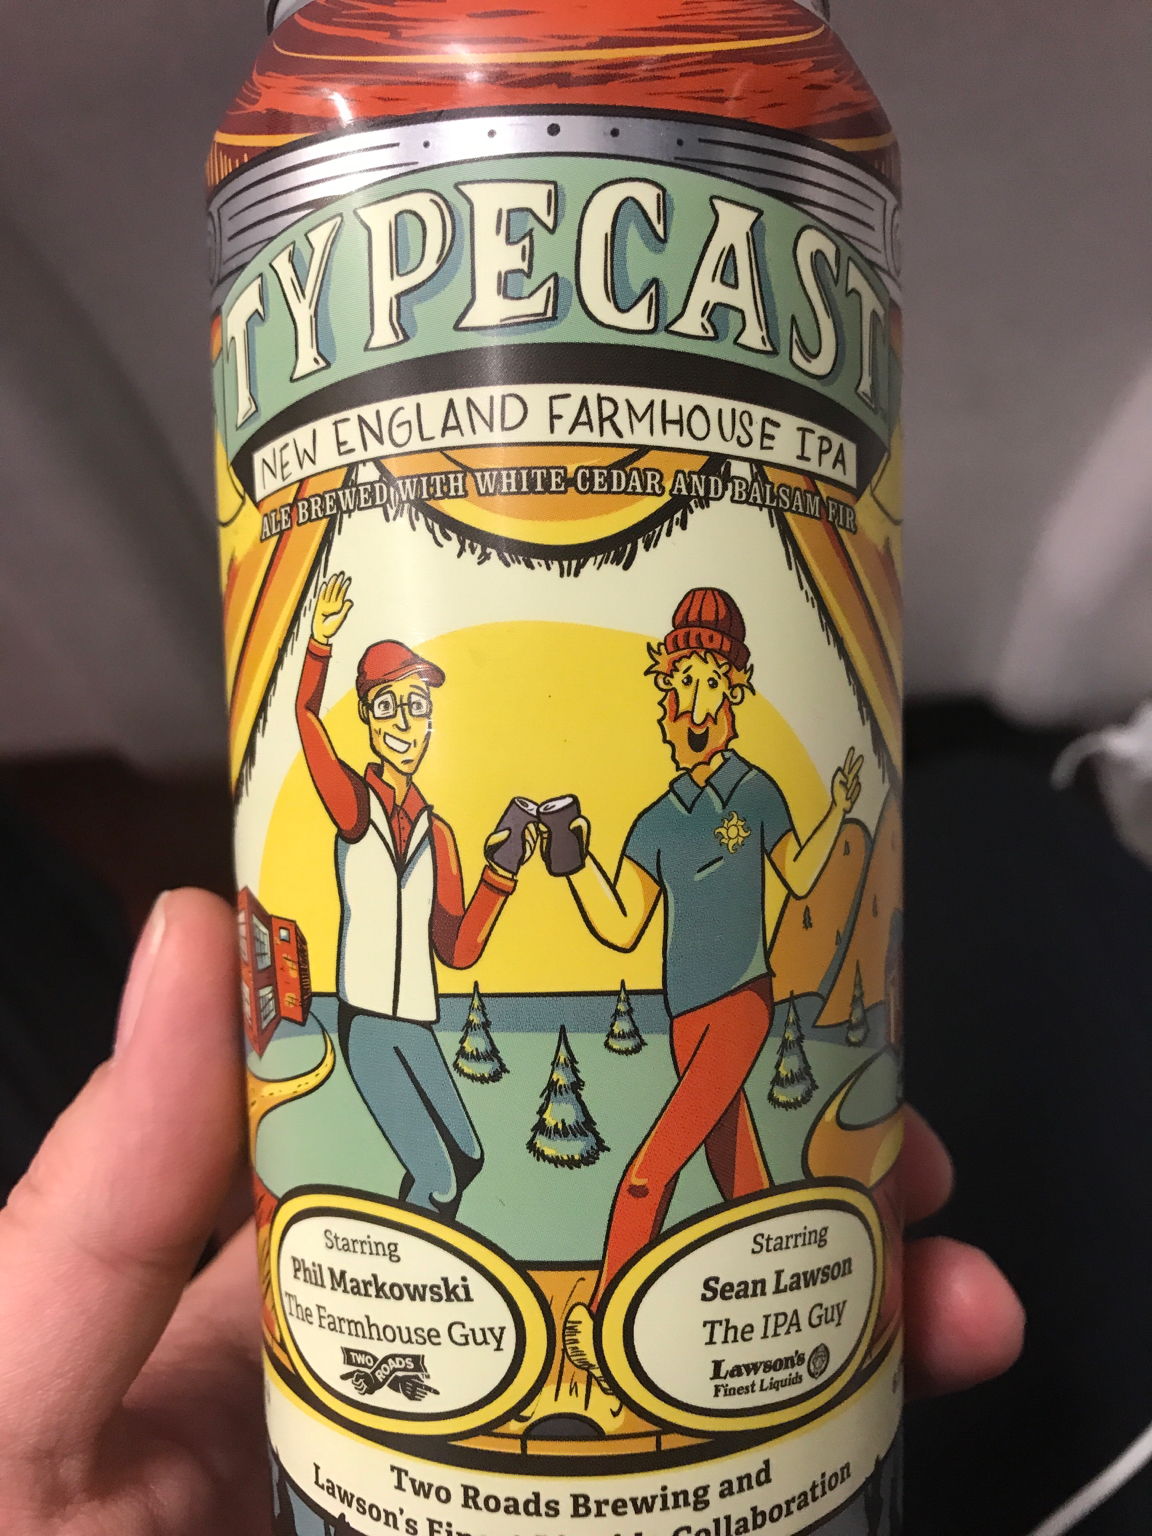 TYPECAST
NEW ENGLAND FARMHOUSE IPA
ALE BREWED WITH WHITE CEDAR AND BALSAM FIR
Starring
Phil Markowski
The Farmhouse Guy
TWO ROADS
Starring
Sean Lawson
The IPA Guy
Lawson's
Finest Liquids
Two Roads Brewing and
Lawson's Collaboration